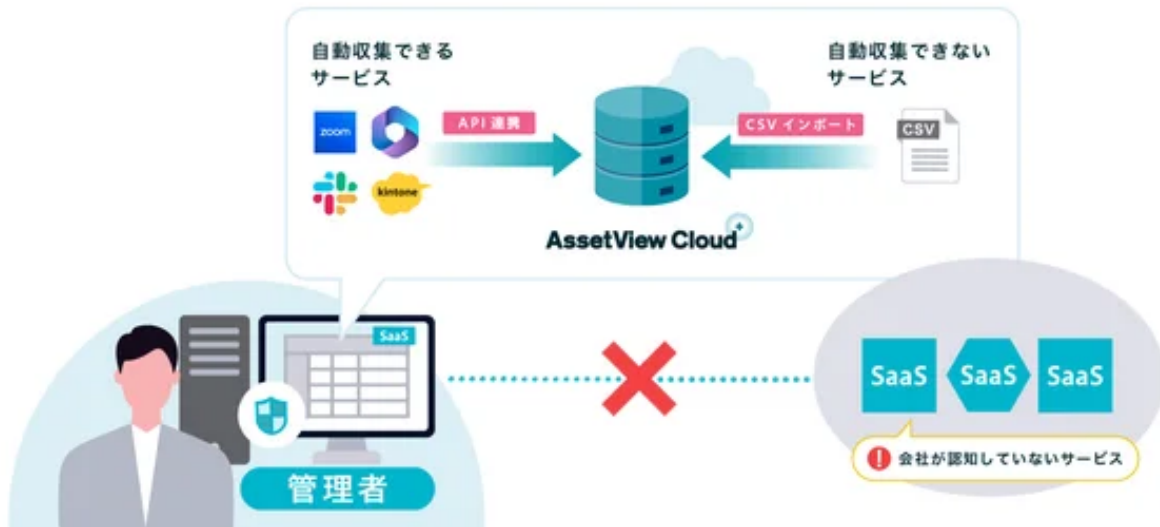 自動収集できる
サービス
自動収集できない
サービス
zoom
kintone
API 連携
CSV インポート
CSV
AssetView Cloud+
SaaS
管理者
SaaS
SaaS
SaaS
会社が認知していないサービス